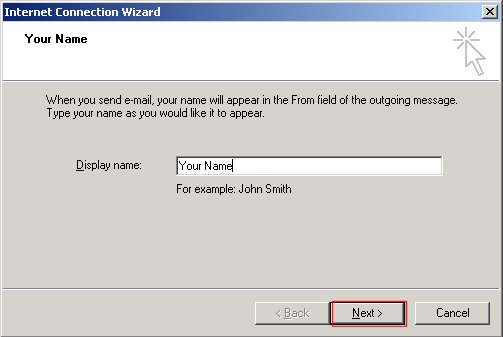 Internet Connection Wizard
Your Name
When you send e-mail, your name will appear in the From field of the outgoing message.
Type your name as you would like it to appear.
Display name: Your Name
For example: John Smith
< Back Next > Cancel